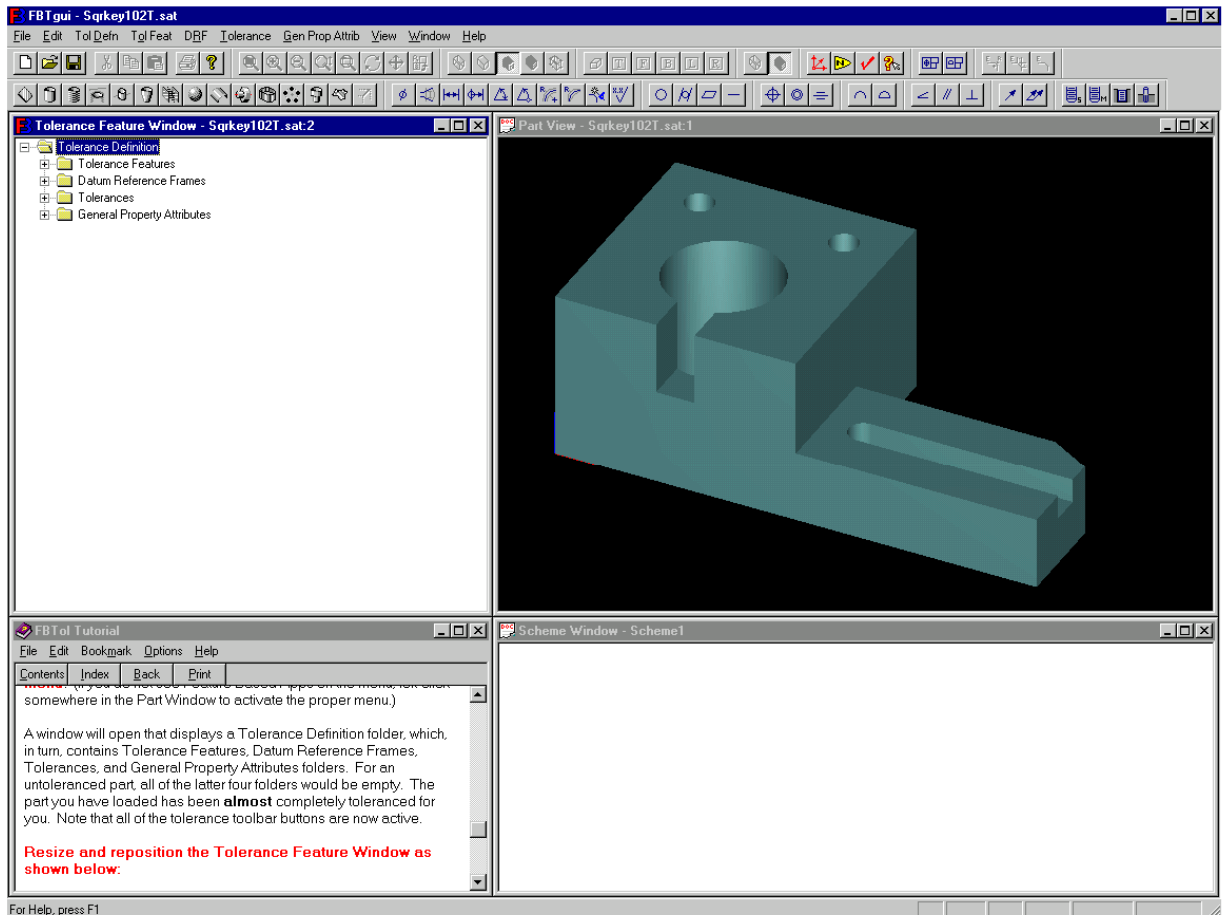 FBTgui - Sqrkey102T.sat
File Edit Tol Defn Tol Feat DRF Tolerance Gen Prop Attrib View Window Help
Tolerance Feature Window - Sqrkey102T.sat:2
Tolerance Definition
Tolerance Features
Datum Reference Frames
Tolerances
General Property Attributes
Part View - Sqrkey102T.sat:1
FBTol Tutorial
File Edit Bookmark Options Help
Contents Index Back Print
somewhere in the Part Window to activate the proper menu.)
A window will open that displays a Tolerance Definition folder, which,
in turn, contains Tolerance Features, Datum Reference Frames,
Tolerances, and General Property Attributes folders. For an
untoleranced part, all of the latter four folders would be empty. The
part you have loaded has been almost completely toleranced for
you. Note that all of the tolerance toolbar buttons are now active.
Resize and reposition the Tolerance Feature Window as
shown below:
Scheme Window - Scheme1
For Help, press F1